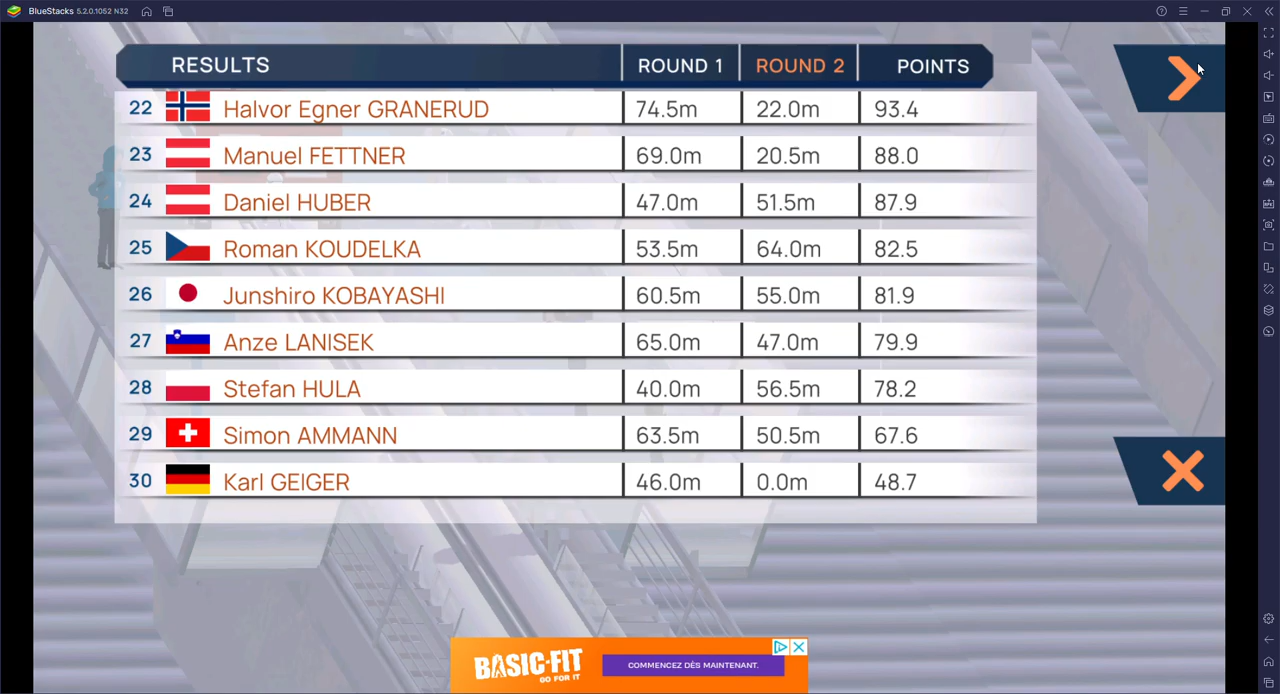 BlueStacks 5.2.0.1052 N32
RESULTS ROUND 1 ROUND 2 POINTS
22 Halvor Egner GRANERUD 74.5m 22.0m 93.4
23 Manuel FETTNER 69.0m 20.5m 88.0
24 Daniel HUBER 47.0m 51.5m 87.9
25 Roman KOUDELKA 53.5m 64.0m 82.5
26 Junshiro KOBAYASHI 60.5m 55.0m 81.9
27 Anze LANISEK 65.0m 47.0m 79.9
28 Stefan HULA 40.0m 56.5m 78.2
29 Simon AMMANN 63.5m 50.5m 67.6
30 Karl GEIGER 46.0m 0.0m 48.7
BASIC-FIT
GO FOR IT
COMMENCEZ DÈS MAINTENANT.